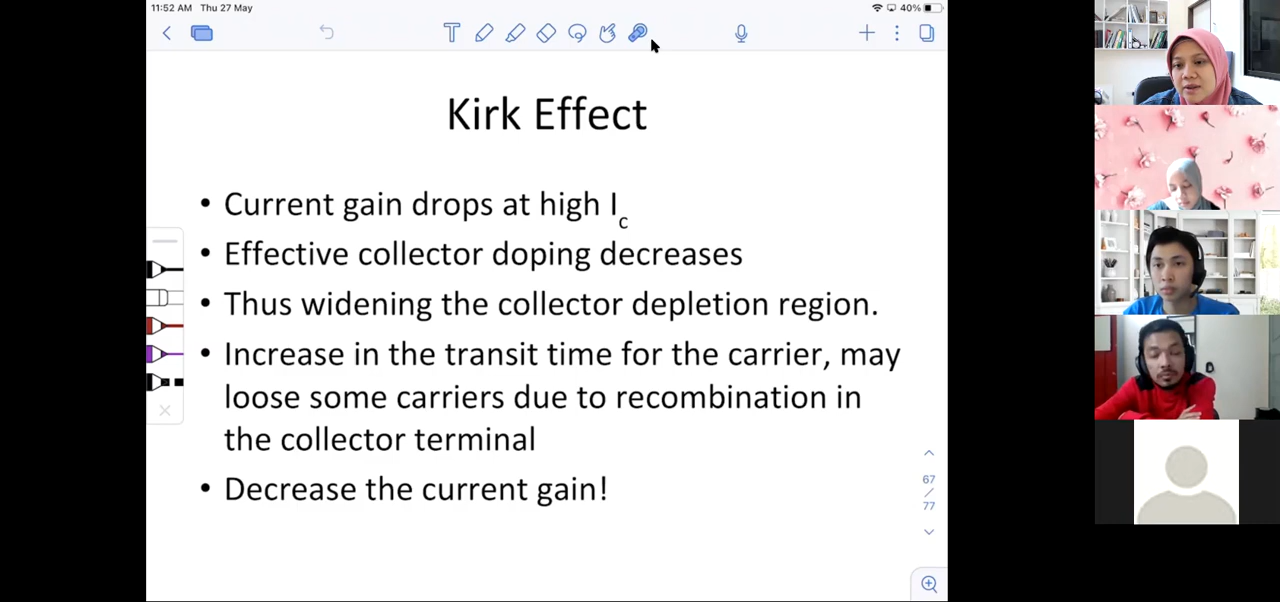 11:52 AM Thu 27 May
40%
T
Kirk Effect
• Current gain drops at high Ic
• Effective collector doping decreases
• Thus widening the collector depletion region.
• Increase in the transit time for the carrier, may
loose some carriers due to recombination in
the collector terminal
• Decrease the current gain!
67
/
77